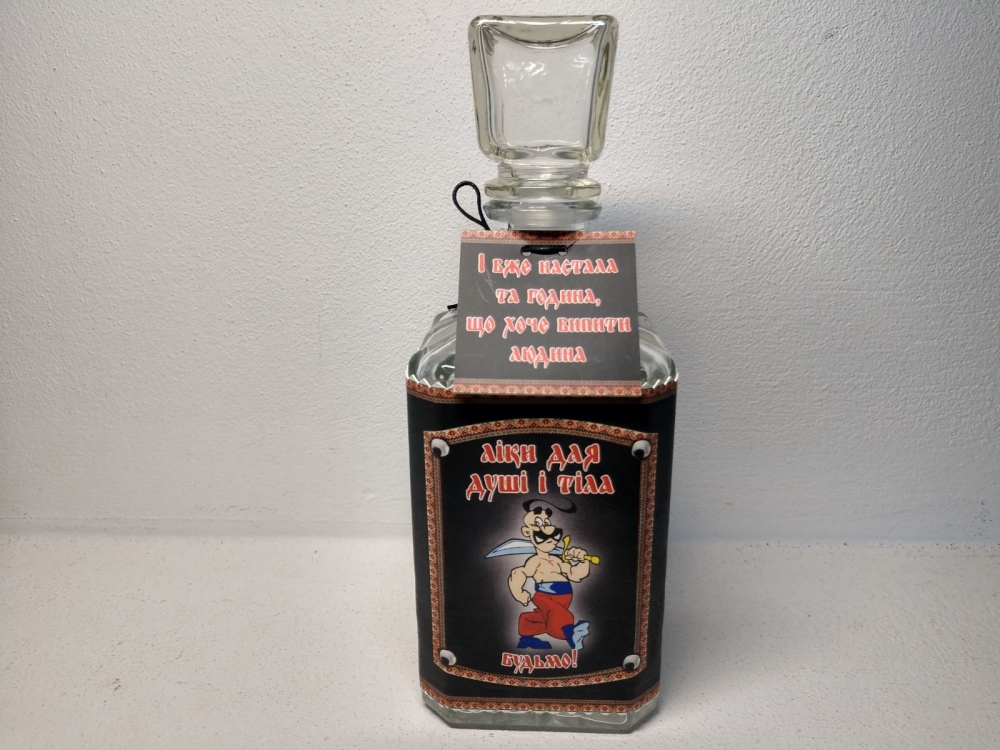 І вже настала
та година,
що хоче випити
людина
ліки для
душі і тіла
Будьмо!